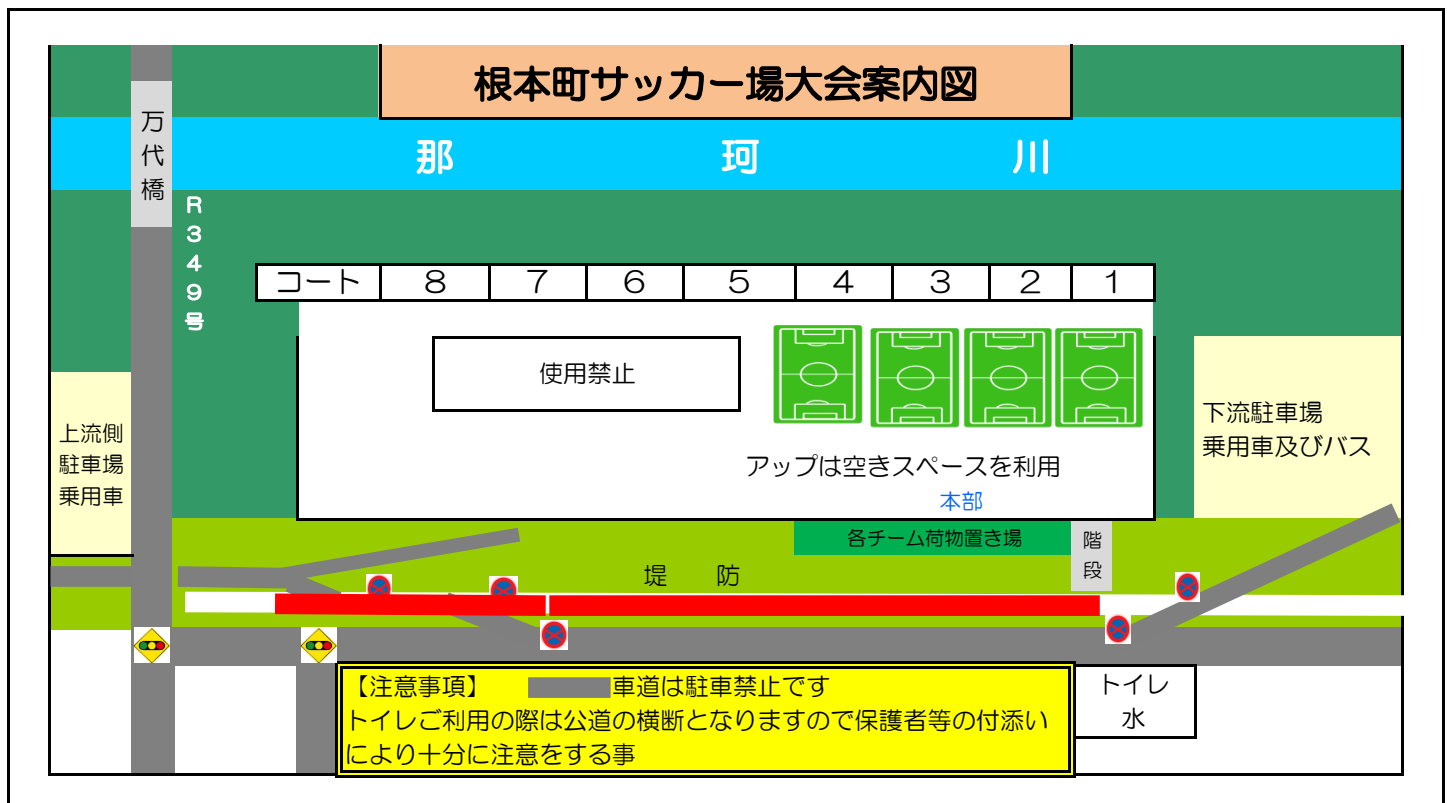 根本町サッカー場大会案内図
万代橋
那珂川
R349号
コート 8 7 6 5 4 3 2 1
使用禁止
アップは空きスペースを利用
本部
上流側
駐車場
乗用車
下流駐車場
乗用車及びバス
各チーム荷物置き場
階段
堤防
【注意事項】 車道は駐車禁止です
トイレご利用の際は公道の横断となりますので保護者等の付添い
により十分に注意をする事
トイレ
水